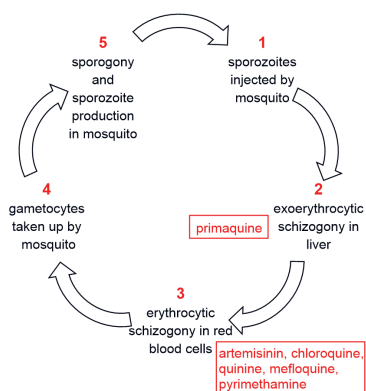 1
sporozoites
injected by
mosquito
2
exoerythrocytic
schizogony in
liver
primaquine
3
erythrocytic
schizogony in red
blood cells
artemisinin, chloroquine,
quinine, mefloquine,
pyrimethamine
4
gametocytes
taken up by
mosquito
5
sporogony
and
sporozoite
production
in mosquito